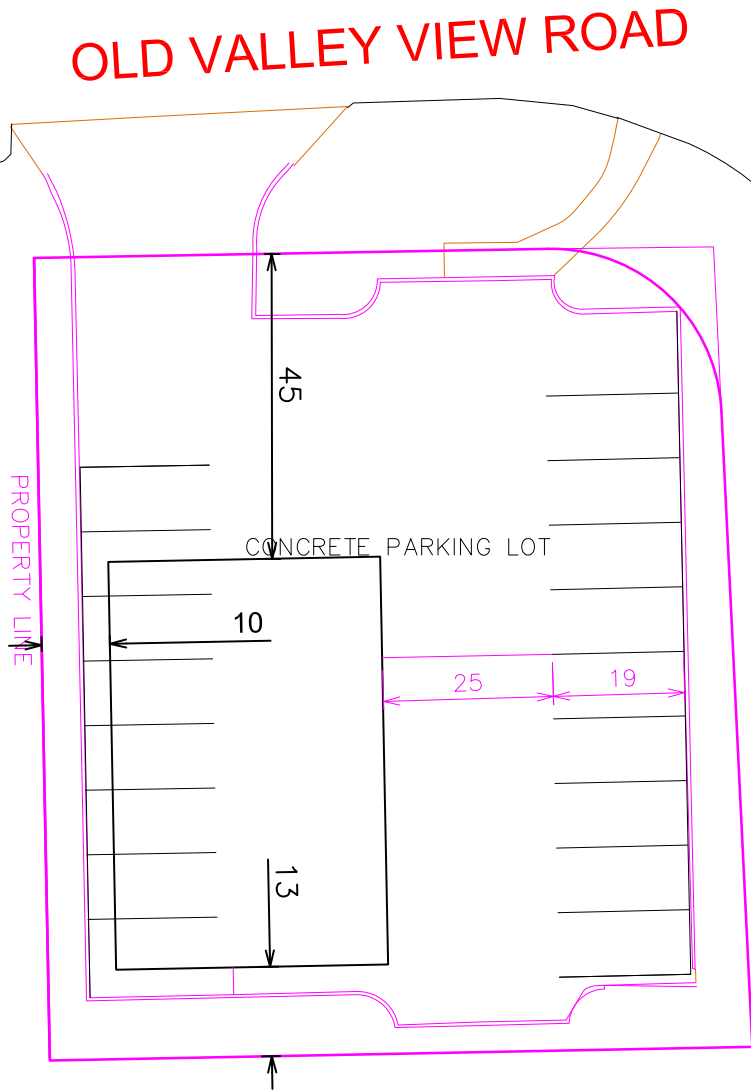 OLD VALLEY VIEW ROAD
45
PROPERTY LINE
CONCRETE PARKING LOT
10
25
19
13